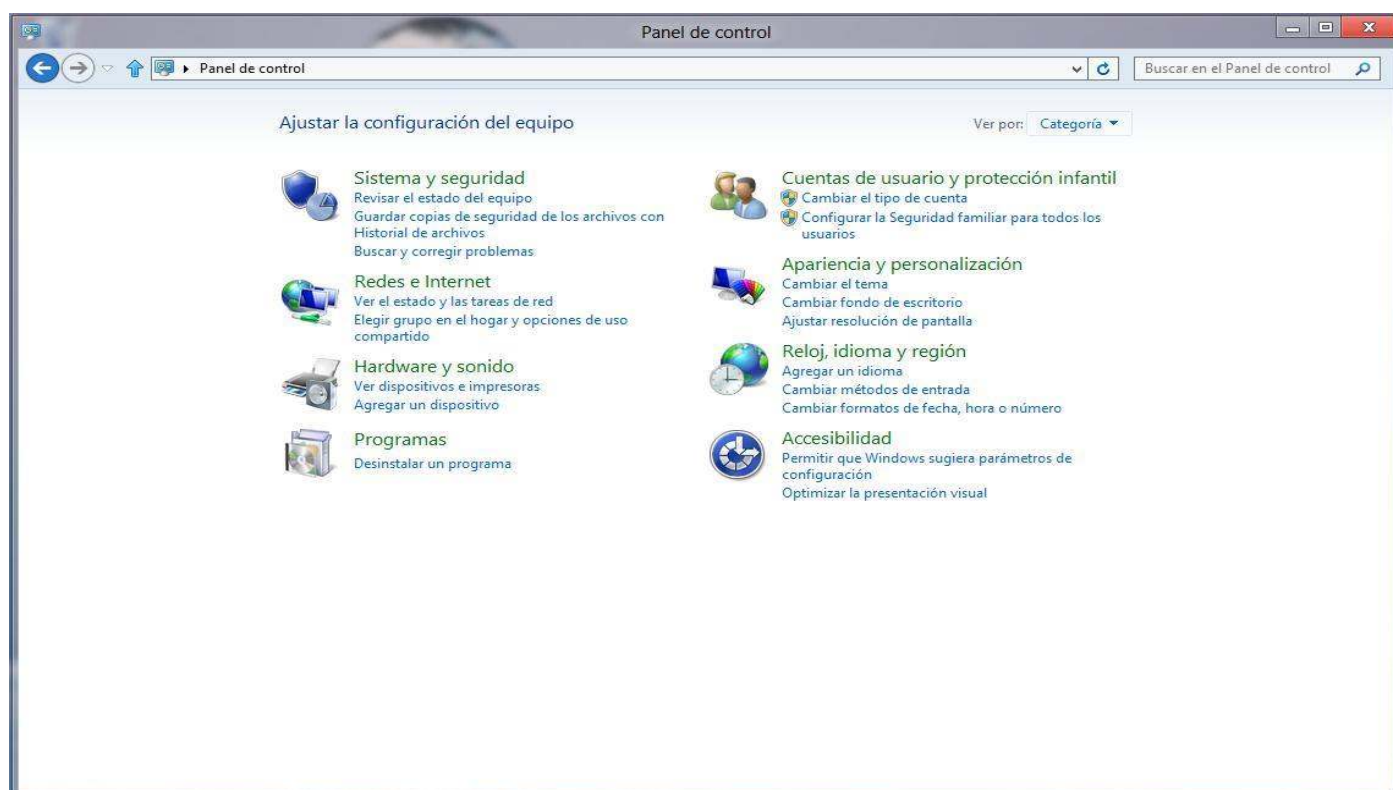 Panel de control
Panel de control
Buscar en el Panel de control
Ajustar la configuración del equipo
Ver por: Categoría
Sistema y seguridad
Revisar el estado del equipo
Guardar copias de seguridad de los archivos con
Historial de archivos
Buscar y corregir problemas
Redes e Internet
Ver el estado y las tareas de red
Elegir grupo en el hogar y opciones de uso
compartido
Hardware y sonido
Ver dispositivos e impresoras
Agregar un dispositivo
Programas
Desinstalar un programa
Cuentas de usuario y protección infantil
Cambiar el tipo de cuenta
Configurar la Seguridad familiar para todos los
usuarios
Apariencia y personalización
Cambiar el tema
Cambiar fondo de escritorio
Ajustar resolución de pantalla
Reloj, idioma y región
Agregar un idioma
Cambiar métodos de entrada
Cambiar formatos de fecha, hora o número
Accesibilidad
Permitir que Windows sugiera parámetros de
configuración
Optimizar la presentación visual